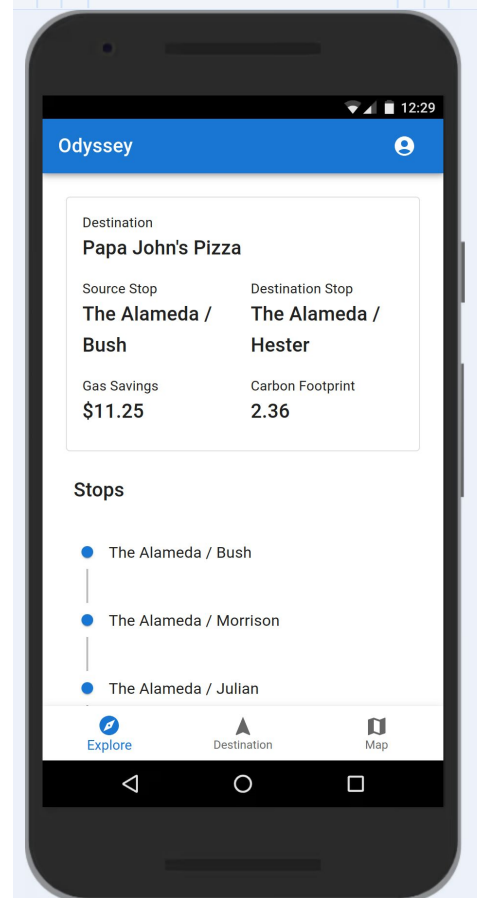 12:29
Odyssey
Destination
Papa John's Pizza
Source Stop
Destination Stop
The Alameda /
Bush
The Alameda /
Hester
Gas Savings
Carbon Footprint
$11.25
2.36
Stops
The Alameda / Bush
The Alameda / Morrison
The Alameda / Julian
Explore
Destination
Map